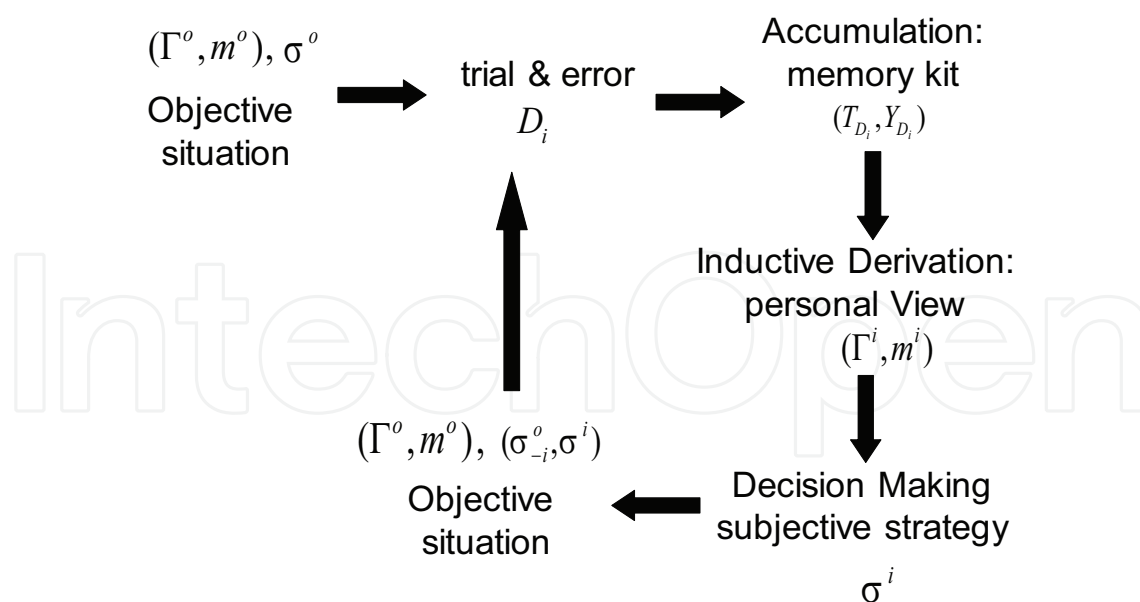 (Γ^o, m^o), σ^o
Objective
situation
trial & error
D_i
Accumulation:
memory kit
(T_{D_i}, Y_{D_i})
Inductive Derivation:
personal View
(Γ^i, m^i)
Decision Making
subjective strategy
σ^i
(Γ^o, m^o), (σ^o_{-i}, σ^i)
Objective
situation
IntechOpen